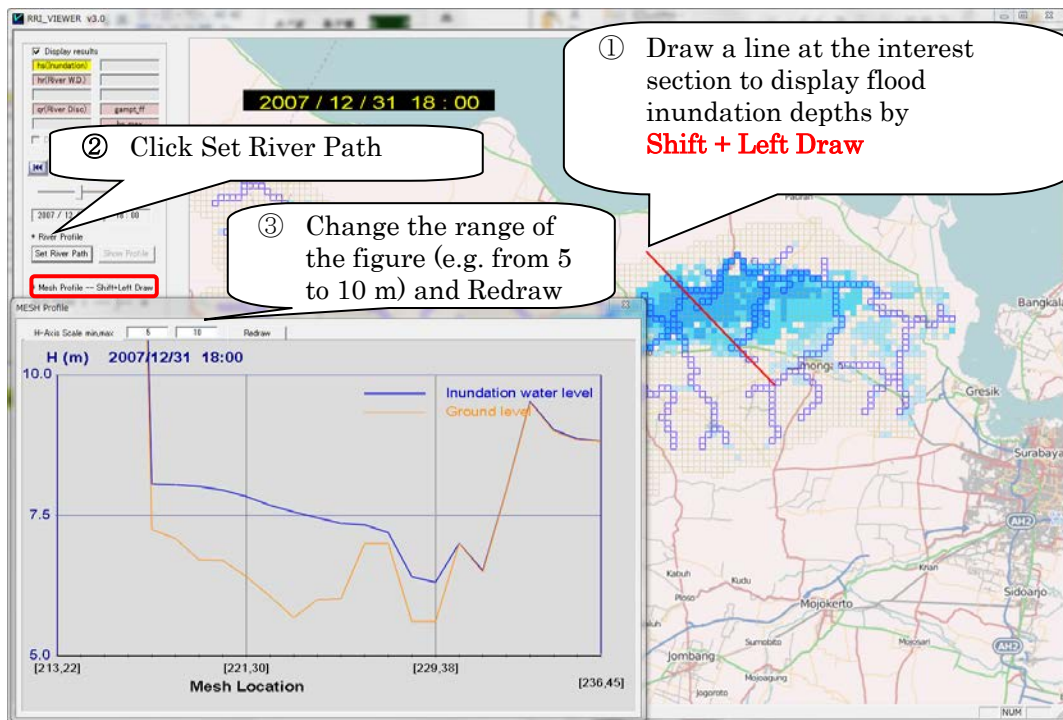 RRI_VIEWER v3.0
Display results
hs(Inundation)
hr(River W.D.)
qr(River Disc)
gampt_ff
2007 / 12 / 31 18 : 00
① Draw a line at the interest
section to display flood
inundation depths by
Shift + Left Draw
② Click Set River Path
③ Change the range of
the figure (e.g. from 5
to 10 m) and Redraw
18 : 00
* River Profile
Set River Path
Show Profile
Mesh Profile -- Shift+Left Draw
MESH Profile
H-Axis Scale min,max
5
10
Redraw
H (m) 2007/12/31 18:00
10.0
7.5
5.0
Inundation water level
Ground level
[213,22]
[221,30]
[229,38]
[236,45]
Mesh Location
Bangkala
Gresik
Surabaya
AH2
Sidoarjo
AH2
Krian
Kabuh
Kudu
Ploso
Mojokerto
Sumobito
Mojosari
Jombang
Mojoagung
Jogoroto
NUM